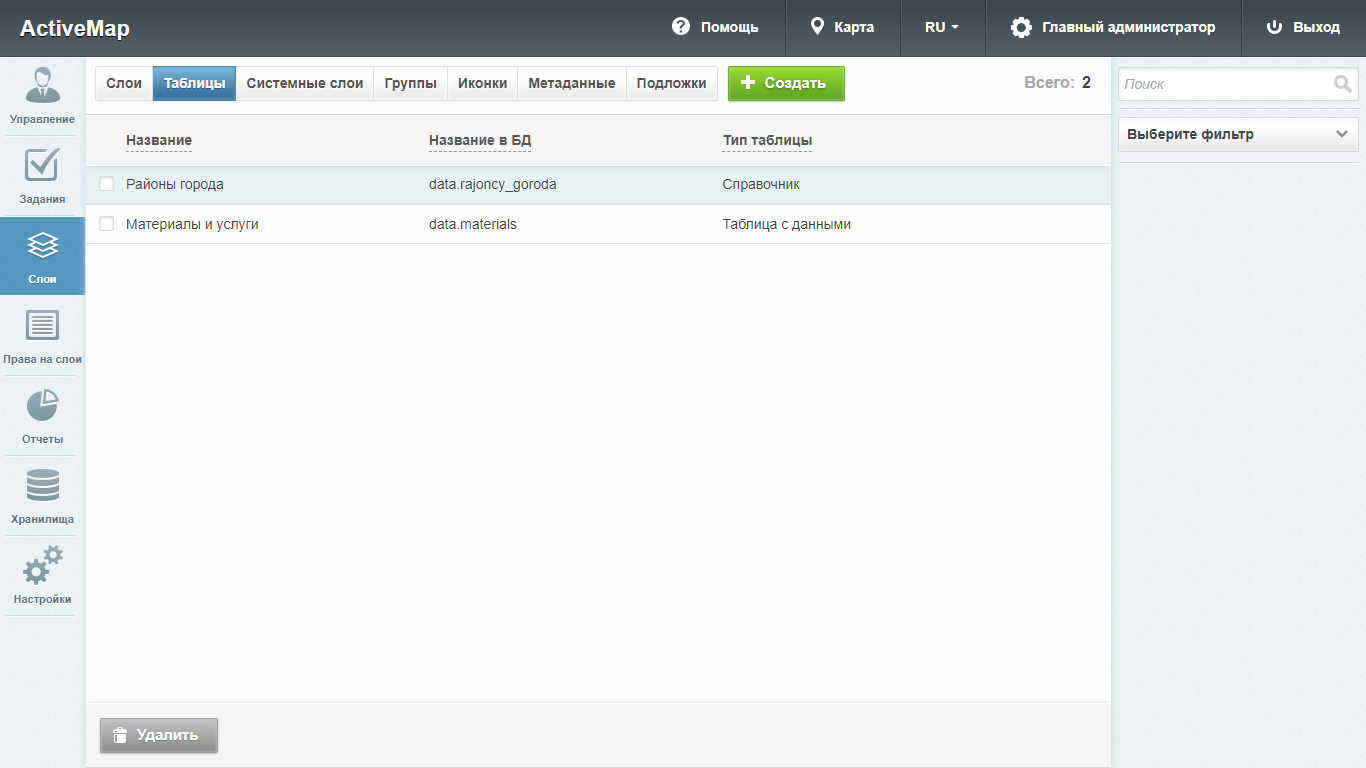 ActiveMap
Помощь
Карта
RU
Главный администратор
Выход
Управление
Задания
Слои
Права на слои
Отчеты
Хранилища
Настройки
Слои Таблицы Системные слои Группы Иконки Метаданные Подложки Создать Всего: 2
Название Название в БД Тип таблицы
Районы города data.rajoncy_goroda Справочник
Материалы и услуги data.materials Таблица с данными
Удалить
Поиск
Выберите фильтр